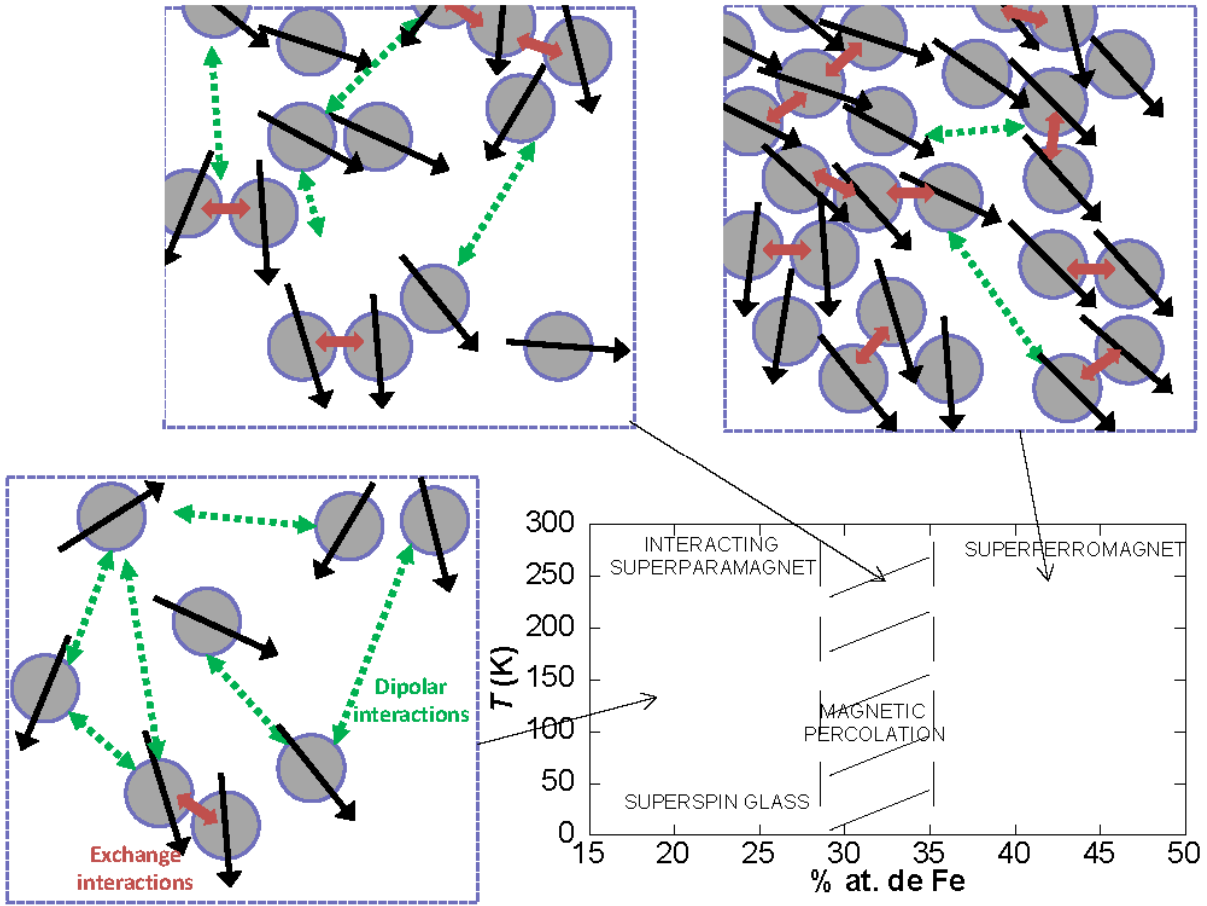 Dipolar
interactions
Exchange
interactions
300
250
200
150
100
50
0
T (K)
INTERACTING
SUPERPARAMAGNET
SUPERFERROMAGNET
MAGNETIC
PERCOLATION
SUPERSPIN GLASS
15 20 25 30 35 40 45 50
% at. de Fe